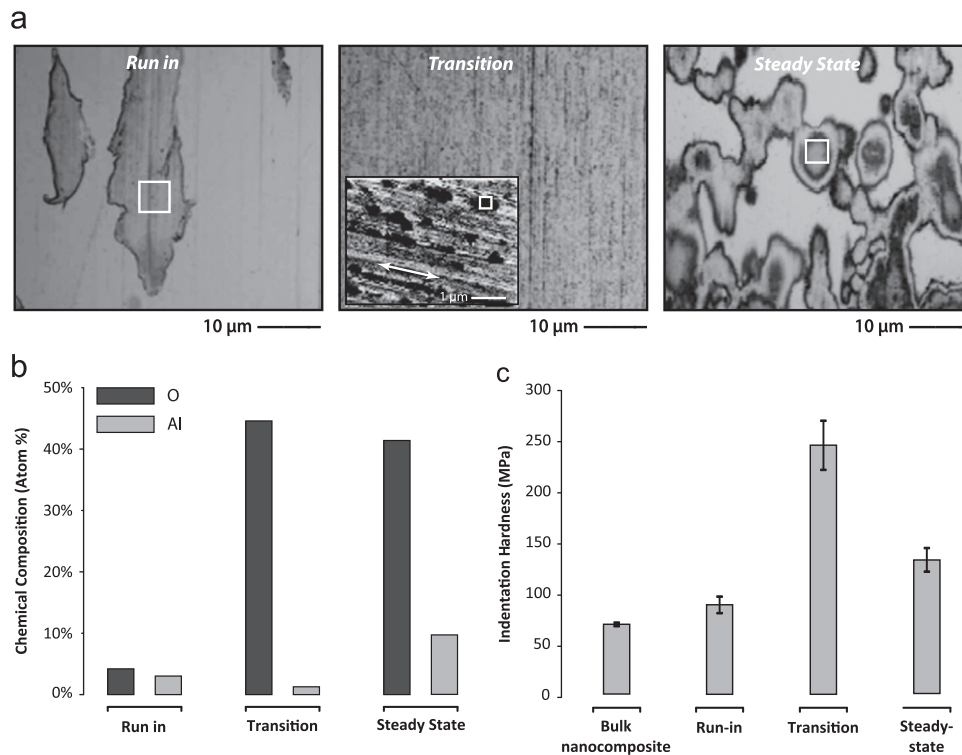 a
Run in
Transition
Steady State
1 µm
10 µm
10 µm
10 µm
b
50%
40%
30%
20%
10%
0%
Chemical Composition (Atom %)
O
Al
Run in
Transition
Steady State
c
300
250
200
150
100
50
0
Indentation Hardness (MPa)
Bulk
nanocomposite
Run-in
Transition
Steady-
state